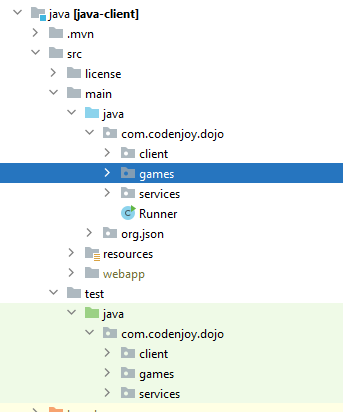 java [java-client]
.mvn
src
license
main
java
com.codenjoy.dojo
client
games
services
Runner
org.json
resources
webapp
test
java
com.codenjoy.dojo
client
games
services